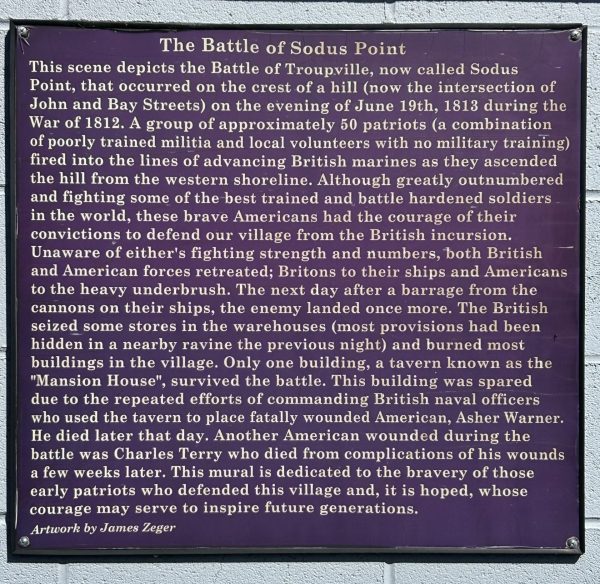 The Battle of Sodus Point
This scene depicts the Battle of Troupville, now called Sodus
Point, that occurred on the crest of a hill (now the intersection of
John and Bay Streets) on the evening of June 19th, 1813 during the
War of 1812. A group of approximately 50 patriots (a combination
of poorly trained militia and local volunteers with no military training)
fired into the lines of advancing British marines as they ascended
the hill from the western shoreline. Although greatly outnumbered
and fighting some of the best trained and battle hardened soldiers
in the world, these brave Americans had the courage of their
convictions to defend our village from the British incursion.
Unaware of either's fighting strength and numbers, both British
and American forces retreated; Britons to their ships and Americans
to the heavy underbrush. The next day after a barrage from the
cannons on their ships, the enemy landed once more. The British
seized some stores in the warehouses (most provisions had been
hidden in a nearby ravine the previous night) and burned most
buildings in the village. Only one building, a tavern known as the
"Mansion House", survived the battle. This building was spared
due to the repeated efforts of commanding British naval officers
who used the tavern to place fatally wounded American, Asher Warner.
He died later that day. Another American wounded during the
battle was Charles Terry who died from complications of his wounds
a few weeks later. This mural is dedicated to the bravery of those
early patriots who defended this village and, it is hoped, whose
courage may serve to inspire future generations.
Artwork by James Zeger